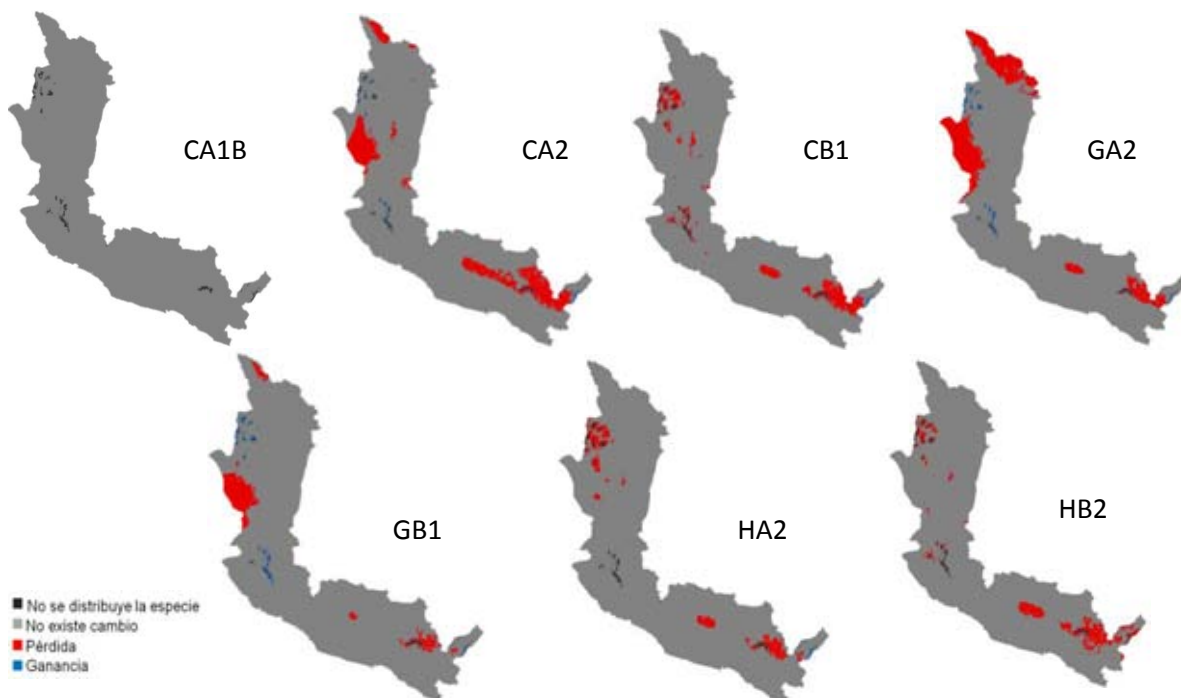 CA1B
CA2
CB1
GA2
GB1
HA2
HB2
No se distribuye la especie
No existe cambio
Pérdida
Ganancia